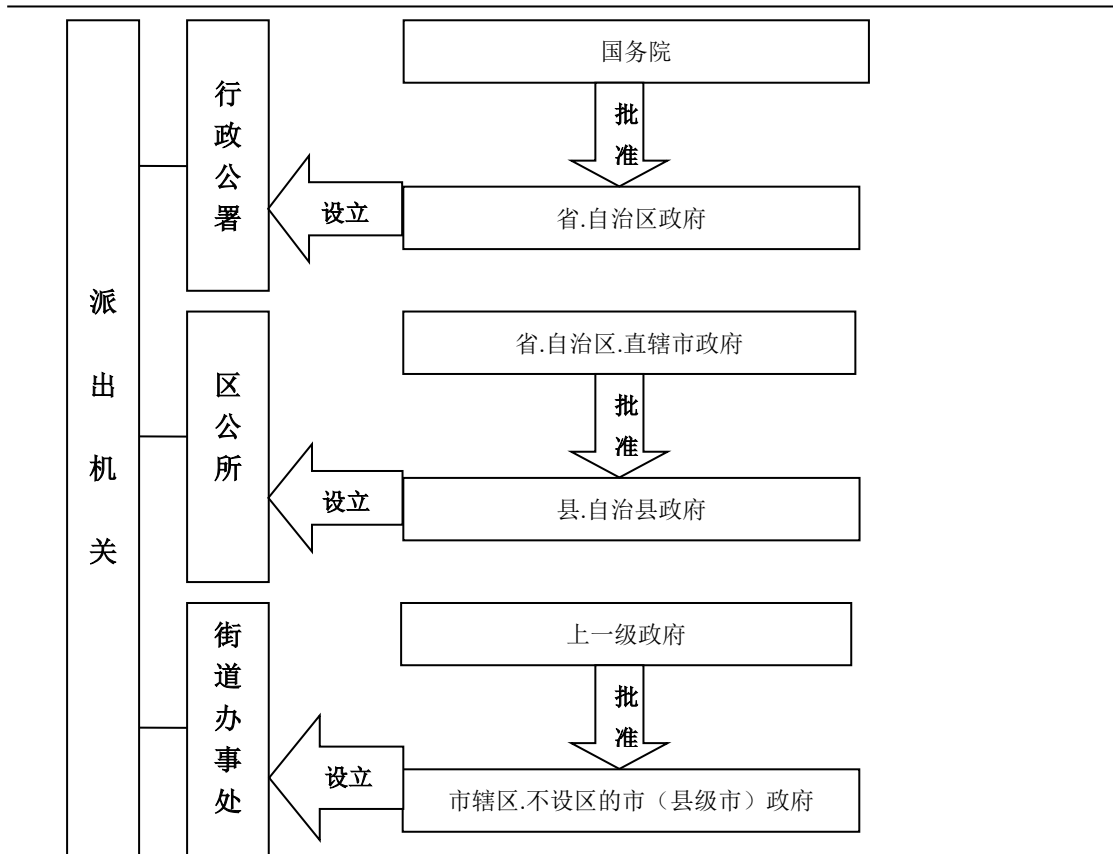 派出机关
行政公署
国务院
批准
设立
省.自治区政府
区公所
省.自治区.直辖市政府
批准
设立
县.自治县政府
街道办事处
上一级政府
批准
设立
市辖区.不设区的市（县级市）政府